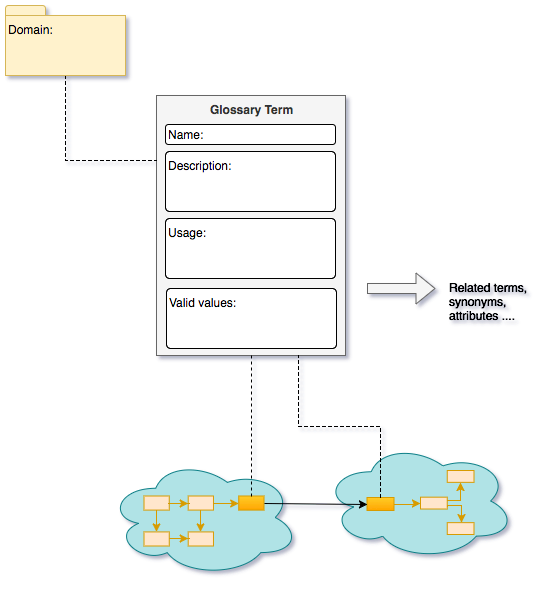 Domain:
Glossary Term
Name:
Description:
Usage:
Valid values:
Related terms,
synonyms,
attributes ....